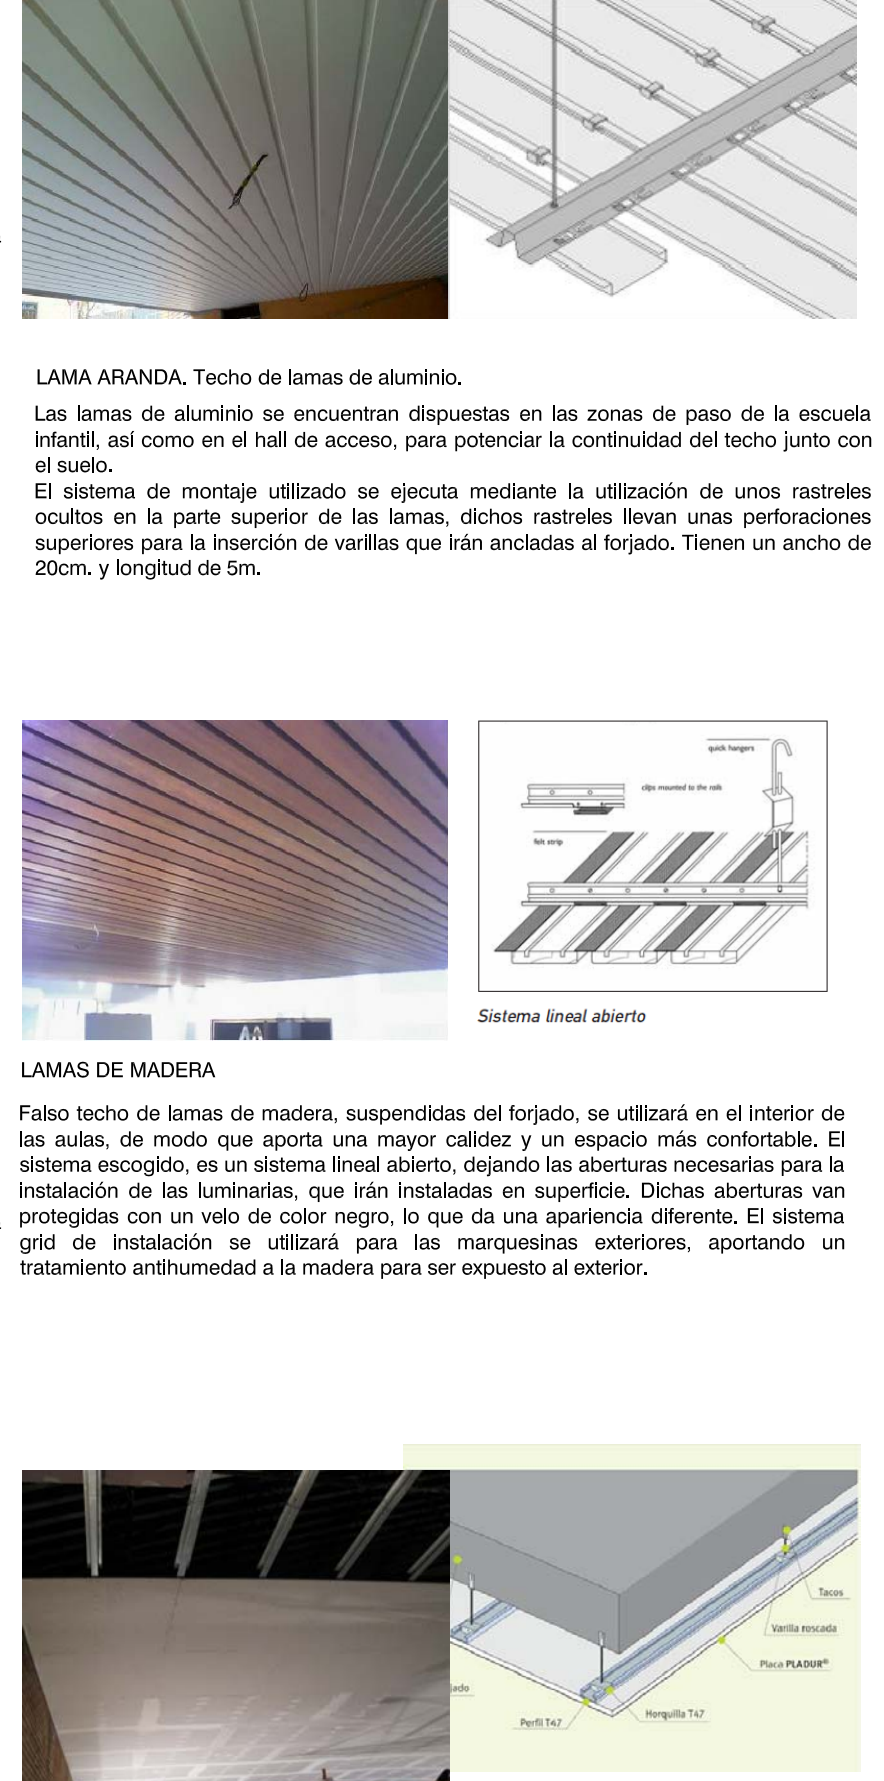 LAMA ARANDA. Techo de lamas de aluminio.
Las lamas de aluminio se encuentran dispuestas en las zonas de paso de la escuela
infantil, así como en el hall de acceso, para potenciar la continuidad del techo junto con
el suelo.
El sistema de montaje utilizado se ejecuta mediante la utilización de unos rastreles
ocultos en la parte superior de las lamas, dichos rastreles llevan unas perforaciones
superiores para la inserción de varillas que irán ancladas al forjado. Tienen un ancho de
20cm. y longitud de 5m.
quick hangers
clips mounted to the rails
felt strip
Sistema lineal abierto
LAMAS DE MADERA
Falso techo de lamas de madera, suspendidas del forjado, se utilizará en el interior de
las aulas, de modo que aporta una mayor calidez y un espacio más confortable. El
sistema escogido, es un sistema lineal abierto, dejando las aberturas necesarias para la
instalación de las luminarias, que irán instaladas en superficie. Dichas aberturas van
protegidas con un velo de color negro, lo que da una apariencia diferente. El sistema
grid de instalación se utilizará para las marquesinas exteriores, aportando un
tratamiento antihumedad a la madera para ser expuesto al exterior.
Tacos
Varilla roscada
Placa PLADUR®
jado
Horquilla T47
Perfil T47